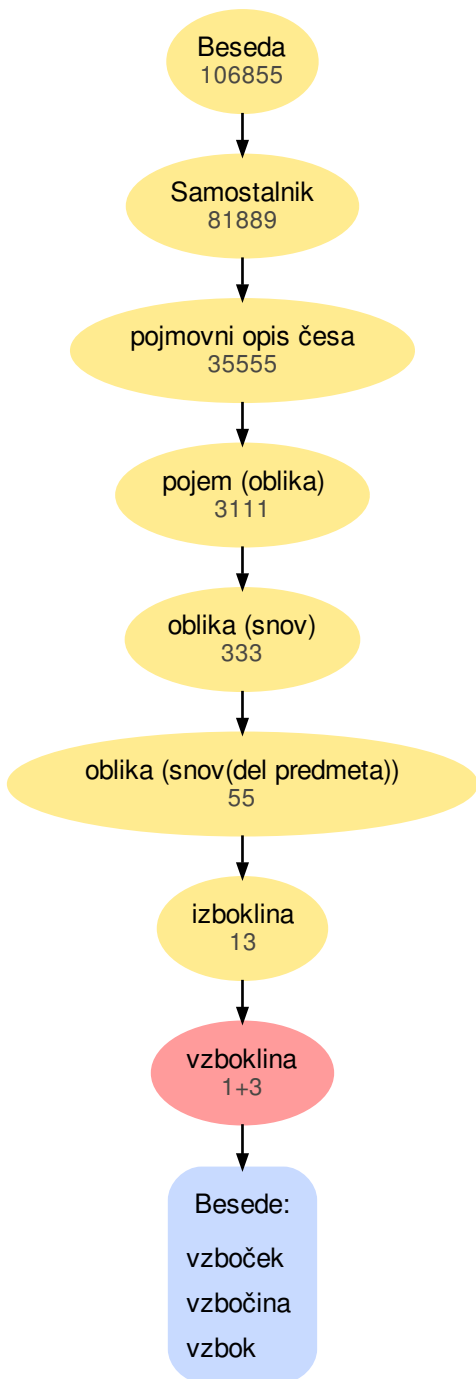 Beseda
106855
Samostalnik
81889
pojmovni opis česa
35555
pojem (oblika)
3111
oblika (snov)
333
oblika (snov(del predmeta))
55
izboklina
13
vzboklina
1+3
Besede:
vzboček
vzbočina
vzbok